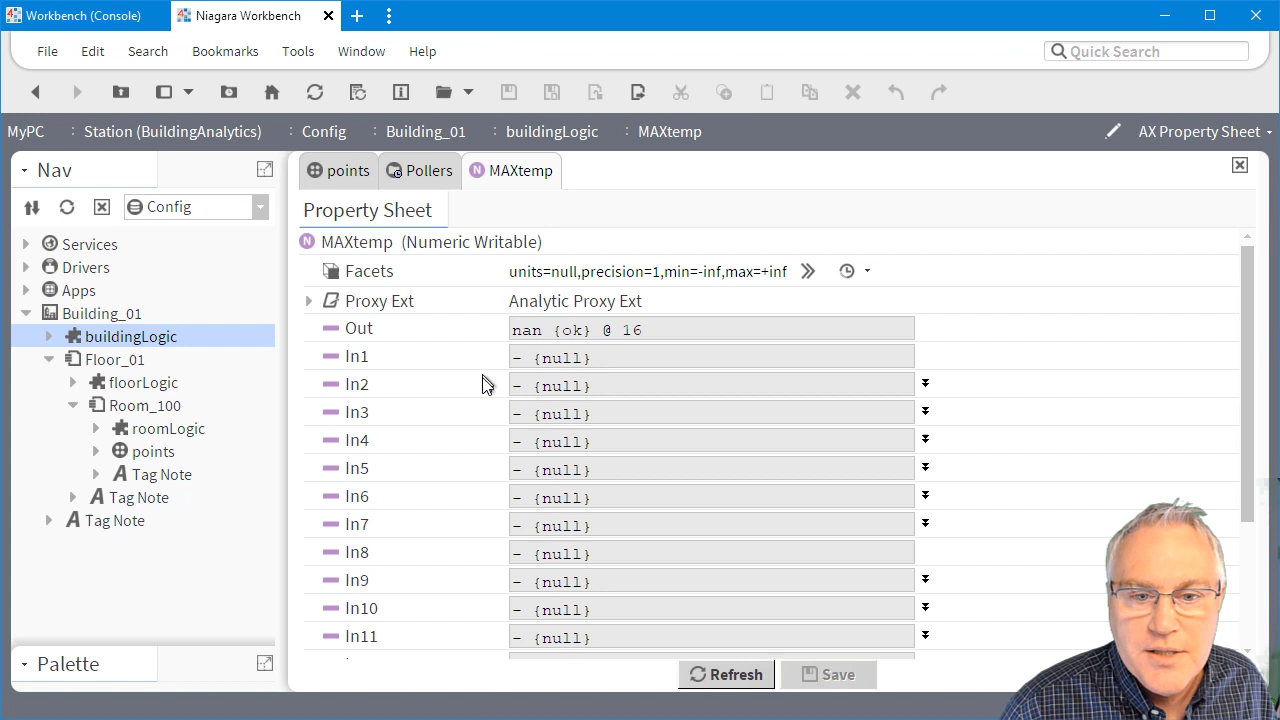 Workbench (Console)
Niagara Workbench
File Edit Search Bookmarks Tools Window Help
Quick Search
MyPC : Station (BuildingAnalytics) : Config : Building_01 : buildingLogic : MAXtemp
AX Property Sheet
Nav
Config
Services
Drivers
Apps
Building_01
buildingLogic
Floor_01
floorLogic
Room_100
roomLogic
points
Tag Note
Tag Note
Tag Note
Palette
points
Pollers
MAXtemp
Property Sheet
MAXtemp (Numeric Writable)
Facets units=null,precision=1,min=-inf,max=+inf
Proxy Ext Analytic Proxy Ext
Out nan {ok} @ 16
In1 - {null}
In2 - {null}
In3 - {null}
In4 - {null}
In5 - {null}
In6 - {null}
In7 - {null}
In8 - {null}
In9 - {null}
In10 - {null}
In11 - {null}
Refresh
Save